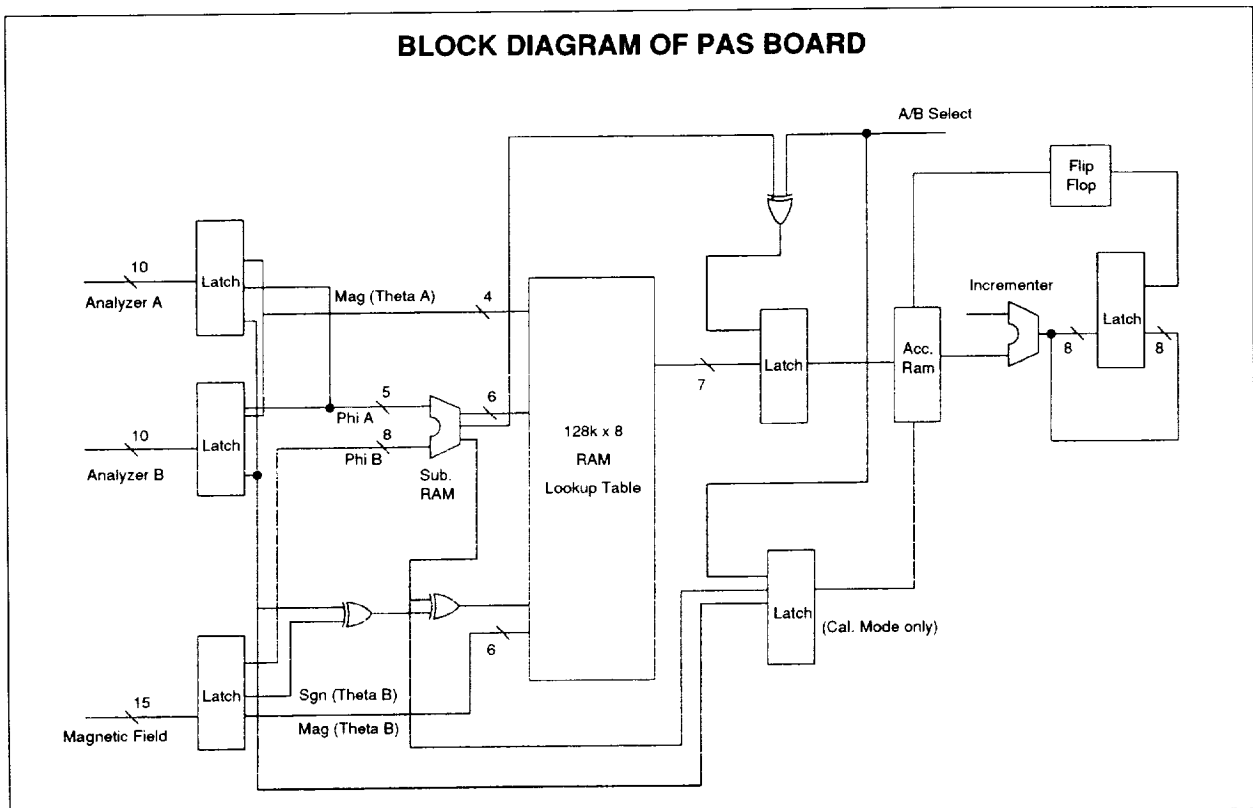 BLOCK DIAGRAM OF PAS BOARD
A/B Select
Flip
Flop
10
Latch
Analyzer A
Mag (Theta A)
4
Incrementer
Latch
8
8
Acc.
Ram
7
Latch
10
Latch
Analyzer B
5
Phi A
8
Phi B
6
Sub.
RAM
128k x 8
RAM
Lookup Table
Latch
(Cal. Mode only)
6
15
Latch
Magnetic Field
Sgn (Theta B)
Mag (Theta B)